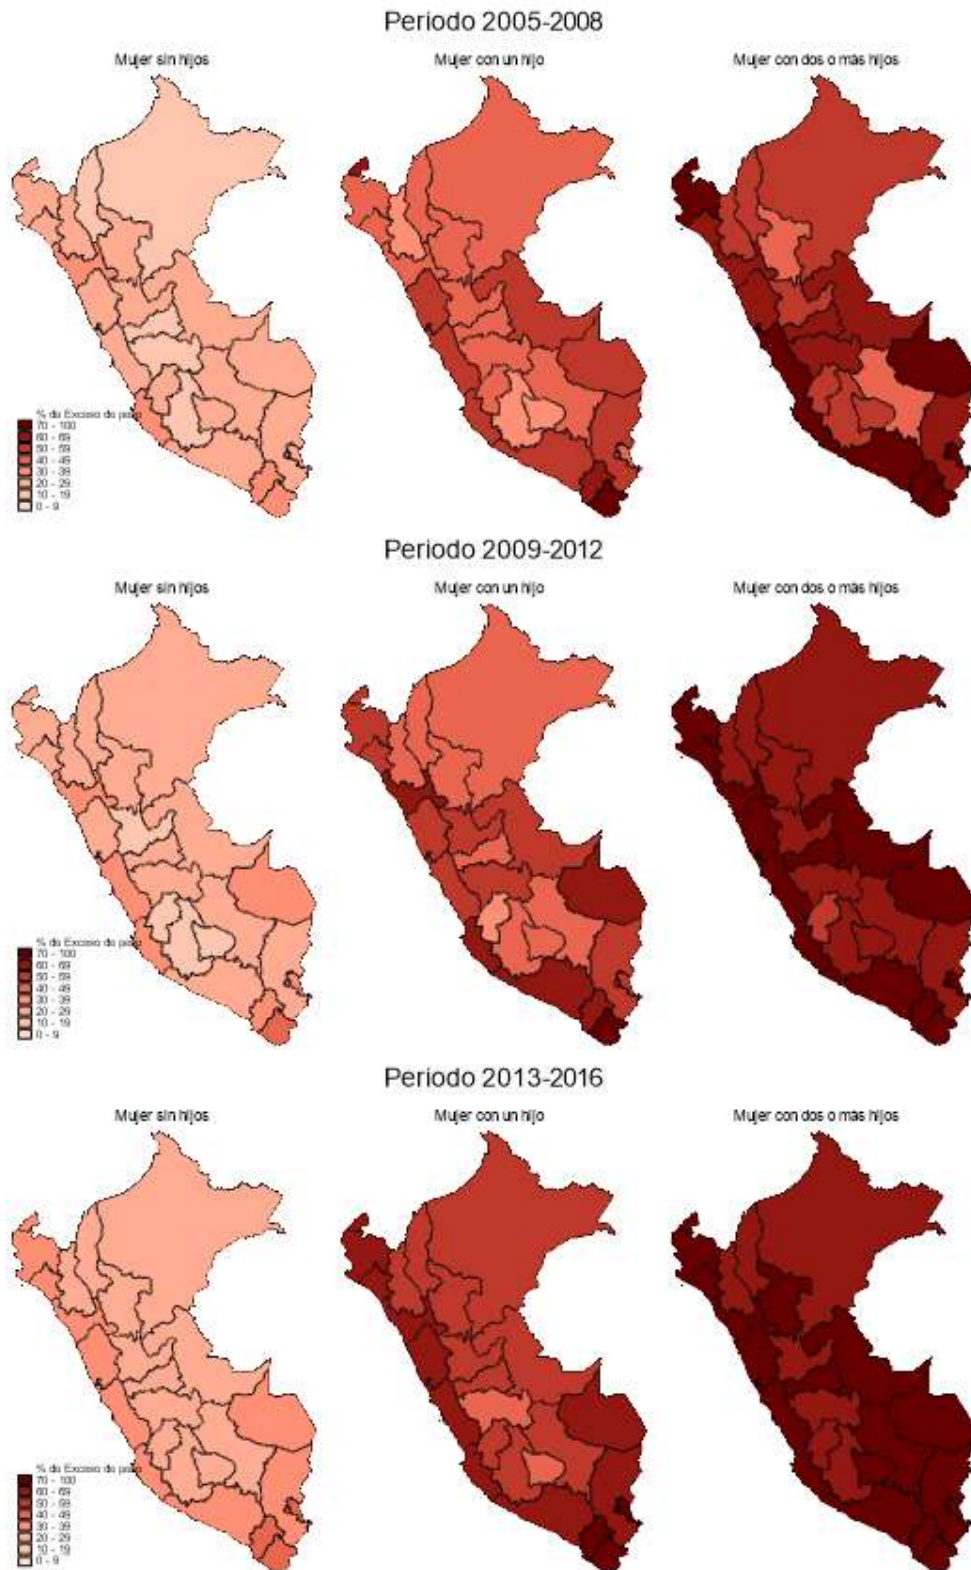 Periodo 2005-2008
Mujer sin hijos
Mujer con un hijo
Mujer con dos o más hijos
% de Exceso de peso
70 - 100
60 - 69
50 - 59
40 - 49
30 - 39
20 - 29
10 - 19
0 - 9
Periodo 2009-2012
Mujer sin hijos
Mujer con un hijo
Mujer con dos o más hijos
% de Exceso de peso
70 - 100
60 - 69
50 - 59
40 - 49
30 - 39
20 - 29
10 - 19
0 - 9
Periodo 2013-2016
Mujer sin hijos
Mujer con un hijo
Mujer con dos o más hijos
% de Exceso de peso
70 - 100
60 - 69
50 - 59
40 - 49
30 - 39
20 - 29
10 - 19
0 - 9